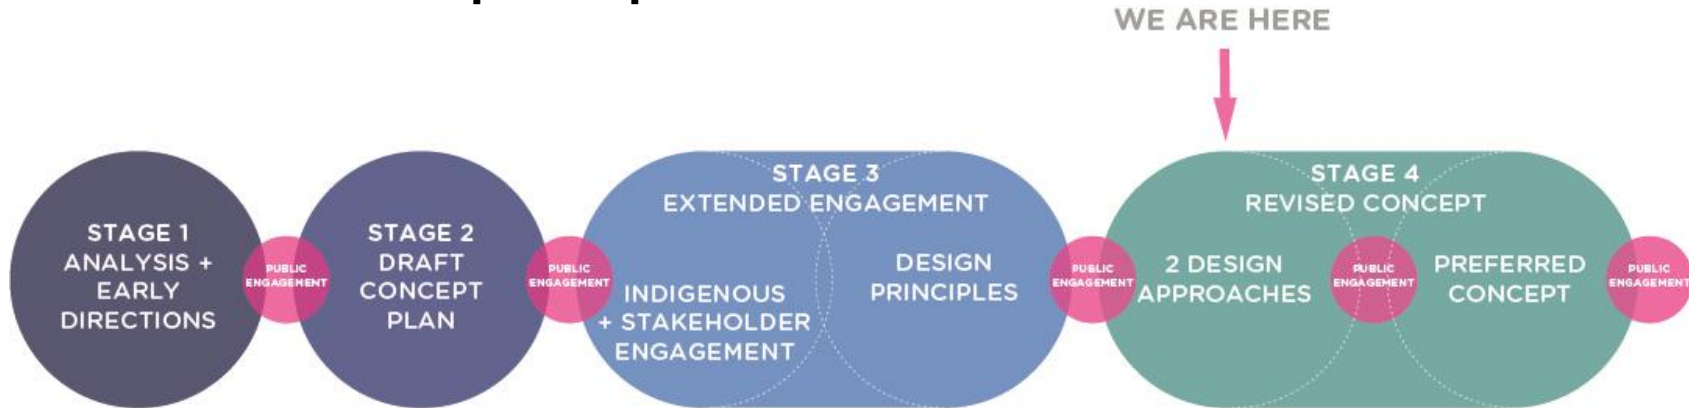 WE ARE HERE
STAGE 1
ANALYSIS +
EARLY
DIRECTIONS
PUBLIC
ENGAGEMENT
STAGE 2
DRAFT
CONCEPT
PLAN
PUBLIC
ENGAGEMENT
STAGE 3
EXTENDED ENGAGEMENT
INDIGENOUS
+ STAKEHOLDER
ENGAGEMENT
DESIGN
PRINCIPLES
PUBLIC
ENGAGEMENT
STAGE 4
REVISED CONCEPT
2 DESIGN
APPROACHES
PUBLIC
ENGAGEMENT
PREFERRED
CONCEPT
PUBLIC
ENGAGEMENT